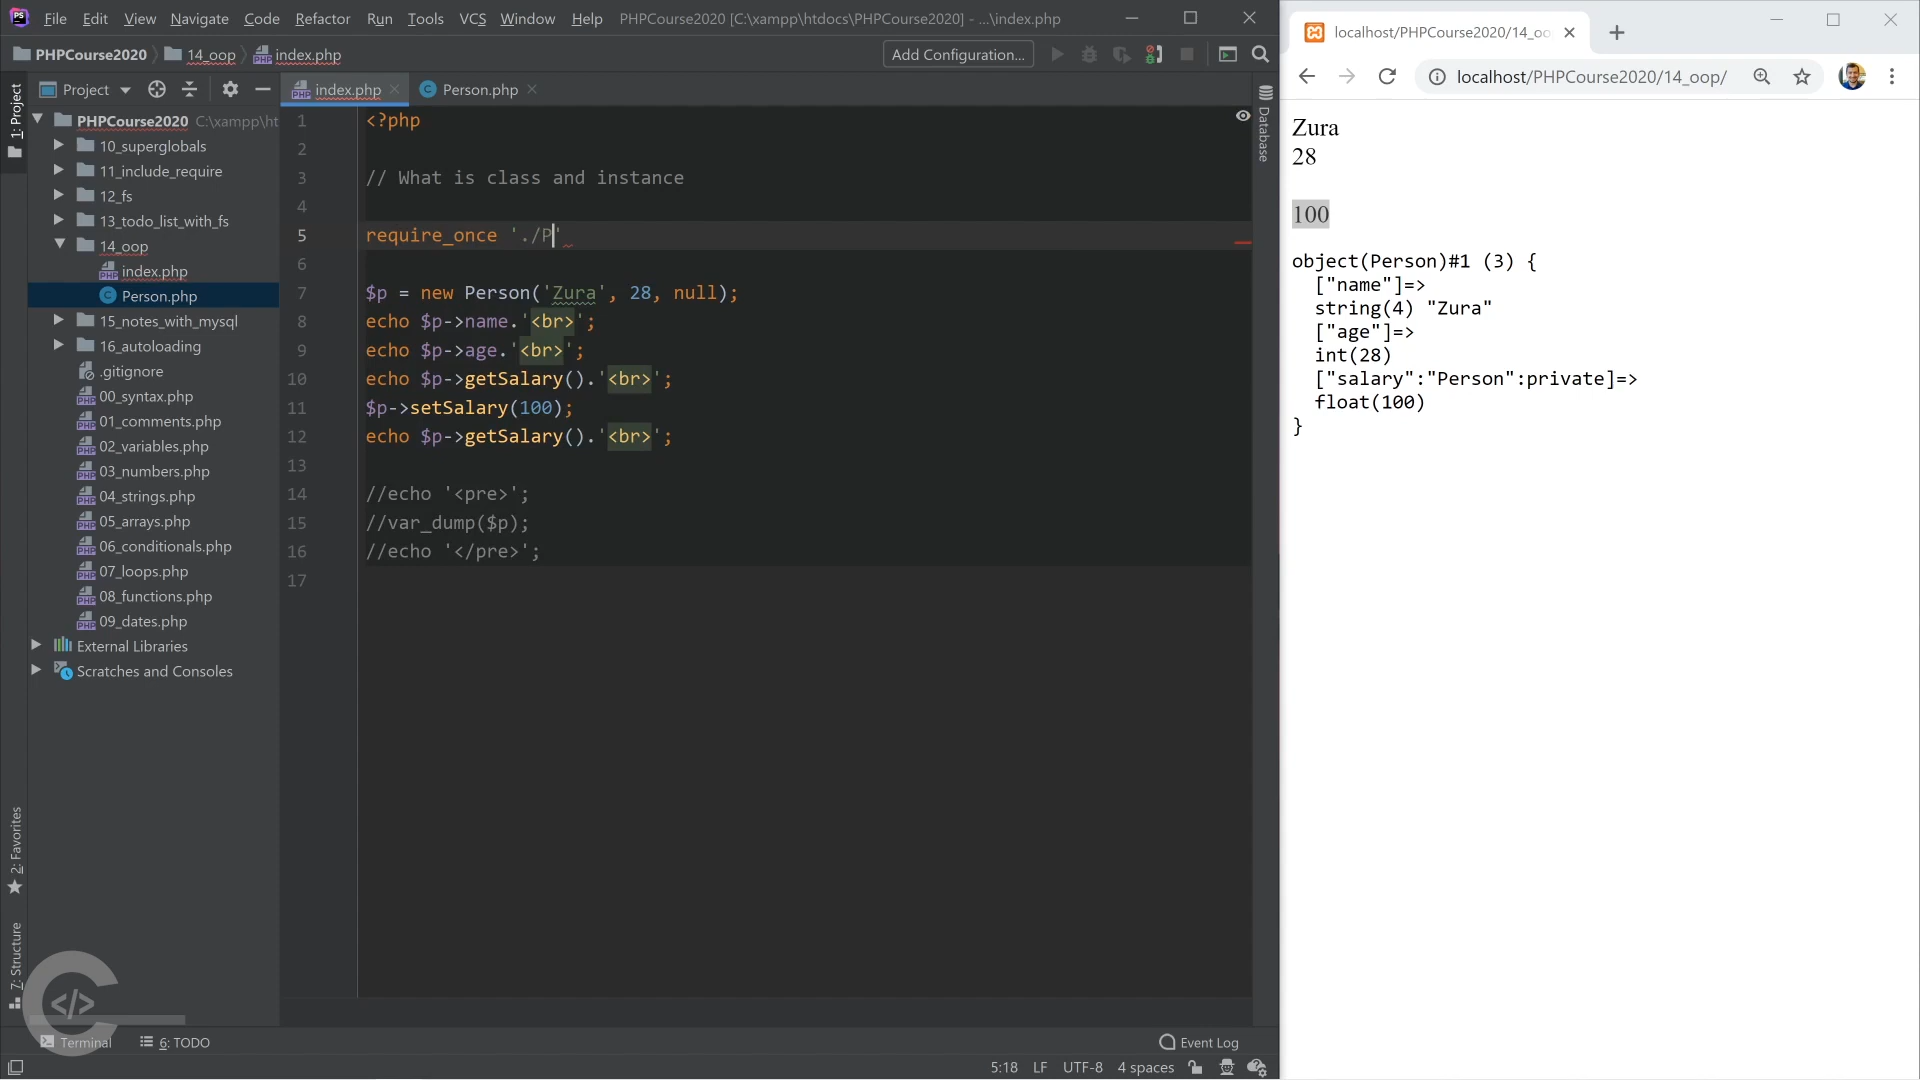 File Edit View Navigate Code Refactor Run Tools VCS Window Help PHPCourse2020 [C:\xampp\htdocs\PHPCourse2020] - ...\index.php
PHPCourse2020 14_oop index.php
Add Configuration...
Project
index.php
Person.php
1: Project
PHPCourse2020 C:\xampp\ht
10_superglobals
11_include_require
12_fs
13_todo_list_with_fs
14_oop
index.php
Person.php
15_notes_with_mysql
16_autoloading
.gitignore
00_syntax.php
01_comments.php
02_variables.php
03_numbers.php
04_strings.php
05_arrays.php
06_conditionals.php
07_loops.php
08_functions.php
09_dates.php
External Libraries
Scratches and Consoles
2: Favorites
7: Structure
1 <?php
2
3 // What is class and instance
4
5 require_once './P'
6
7 $p = new Person('Zura', 28, null);
8 echo $p->name.'<br>';
9 echo $p->age.'<br>';
10 echo $p->getSalary().'<br>';
11 $p->setSalary(100);
12 echo $p->getSalary().'<br>';
13
14 //echo '<pre>';
15 //var_dump($p);
16 //echo '</pre>';
17
Database
Terminal
6: TODO
Event Log
5:18 LF UTF-8 4 spaces
localhost/PHPCourse2020/14_oo
localhost/PHPCourse2020/14_oop/
Zura
28
100
object(Person)#1 (3) {
["name"]=>
string(4) "Zura"
["age"]=>
int(28)
["salary":"Person":private]=>
float(100)
}